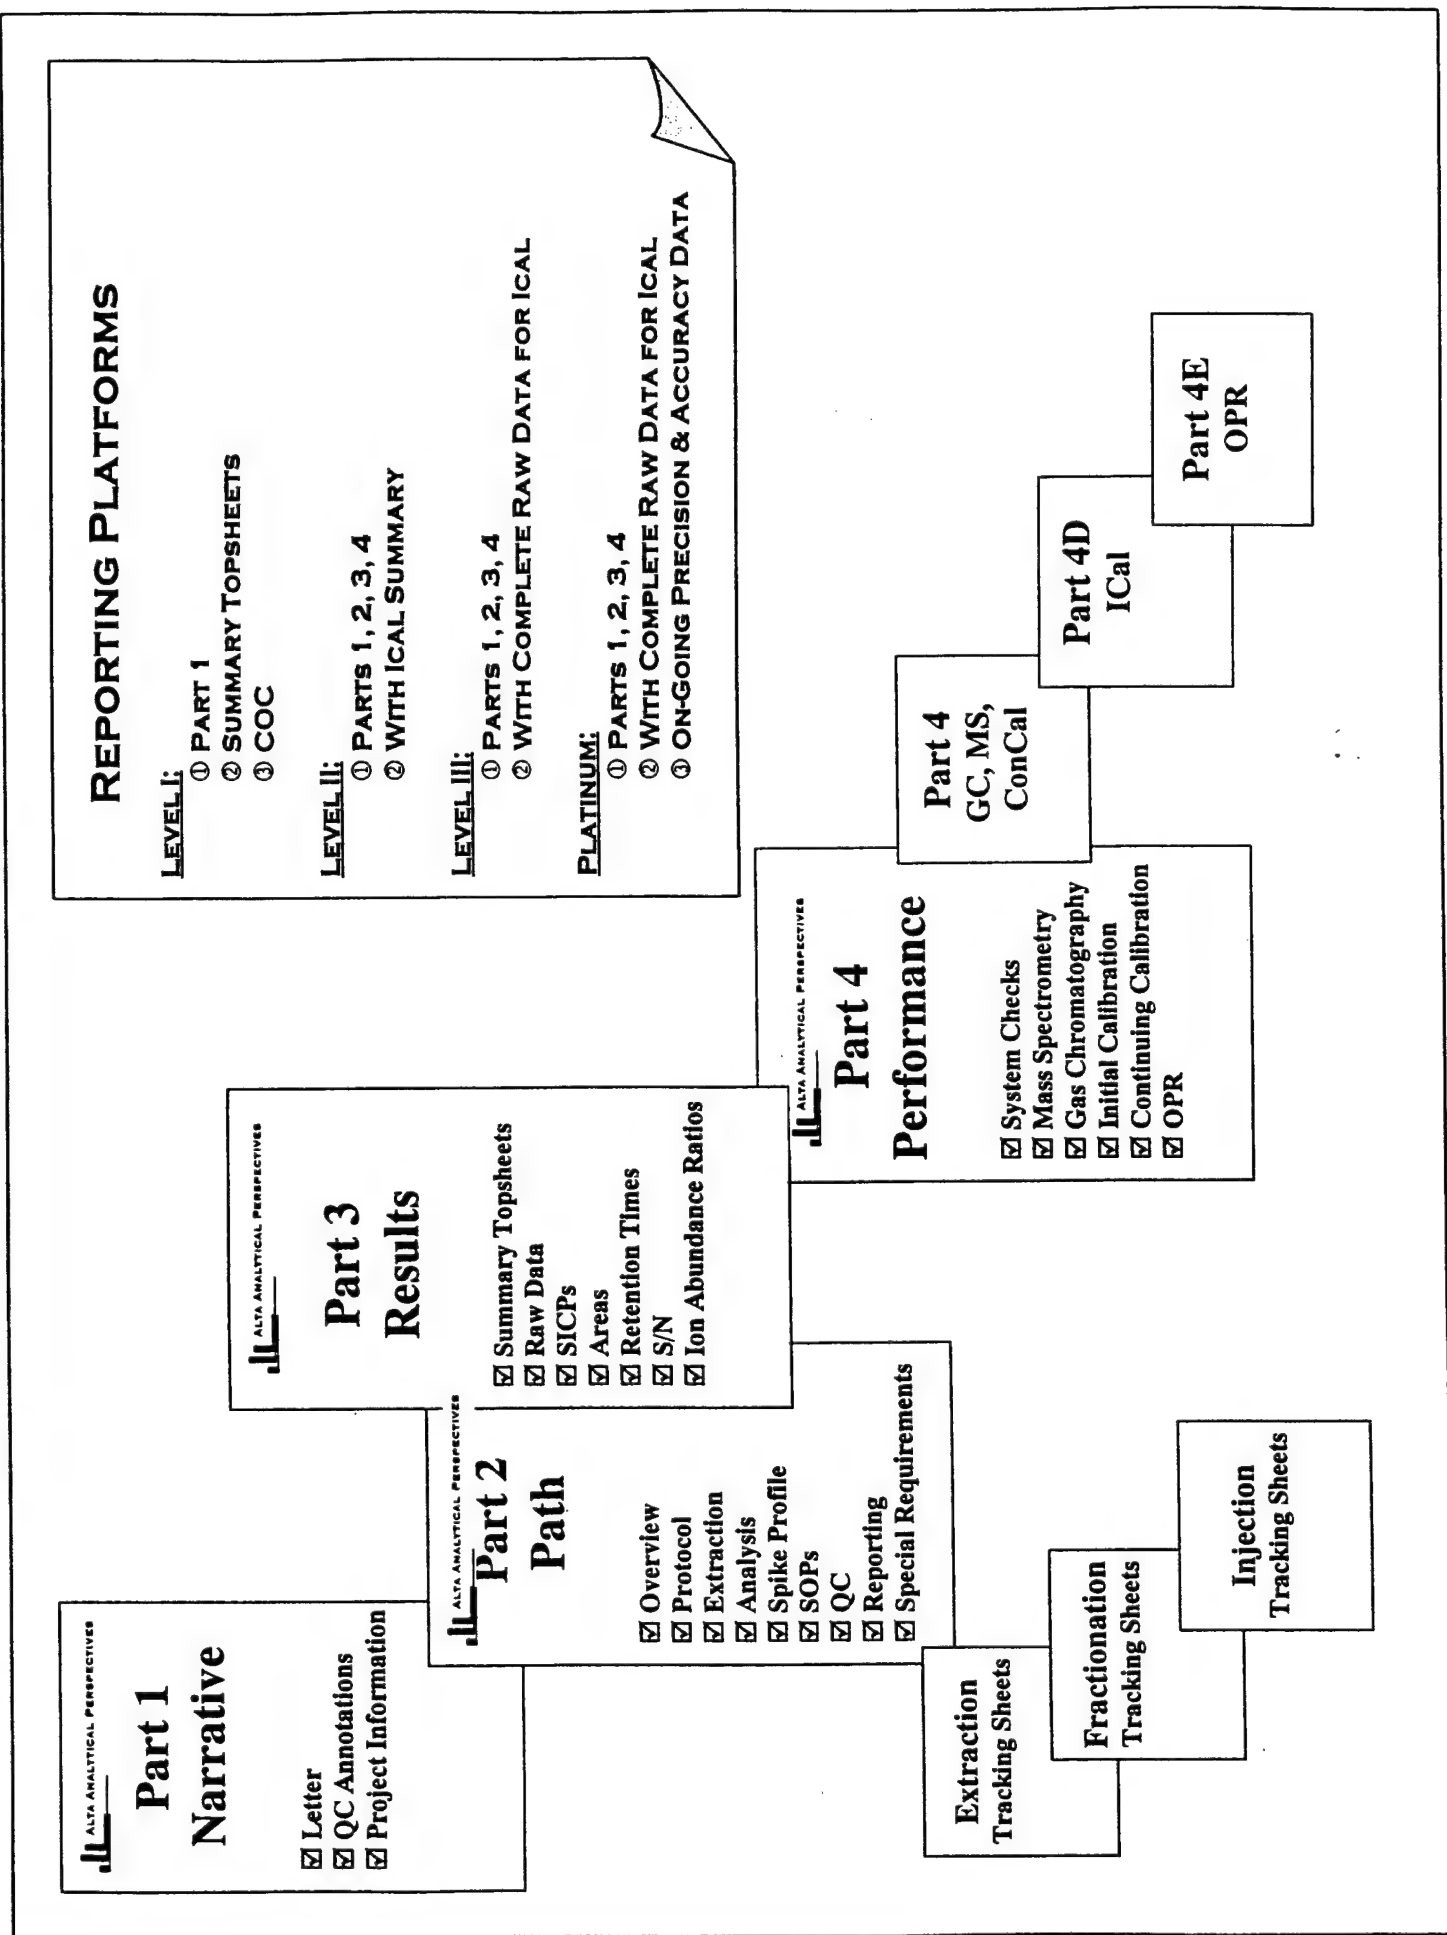 ALTA ANALYTICAL PERSPECTIVES
Part 1
Narrative
☑ Letter
☑ QC Annotations
☑ Project Information
ALTA ANALYTICAL PERSPECTIVES
Part 2
Path
☑ Overview
☑ Protocol
☑ Extraction
☑ Analysis
☑ Spike Profile
☑ SOPs
☑ QC
☑ Reporting
☑ Special Requirements
Extraction
Tracking Sheets
Fractionation
Tracking Sheets
Injection
Tracking Sheets
ALTA ANALYTICAL PERSPECTIVES
Part 3
Results
☑ Summary Topsheets
☑ Raw Data
☑ SICPs
☑ Areas
☑ Retention Times
☑ S/N
☑ Ion Abundance Ratios
ALTA ANALYTICAL PERSPECTIVES
Part 4
Performance
☑ System Checks
☑ Mass Spectrometry
☑ Gas Chromatography
☑ Initial Calibration
☑ Continuing Calibration
☑ OPR
Part 4
GC, MS,
ConCal
Part 4D
ICal
Part 4E
OPR
REPORTING PLATFORMS
LEVEL I:
① PART 1
② SUMMARY TOPSHEETS
③ COC
LEVEL II:
① PARTS 1, 2, 3, 4
② WITH ICAL SUMMARY
LEVEL III:
① PARTS 1, 2, 3, 4
② WITH COMPLETE RAW DATA FOR ICAL
PLATINUM:
① PARTS 1, 2, 3, 4
② WITH COMPLETE RAW DATA FOR ICAL
③ ON-GOING PRECISION & ACCURACY DATA